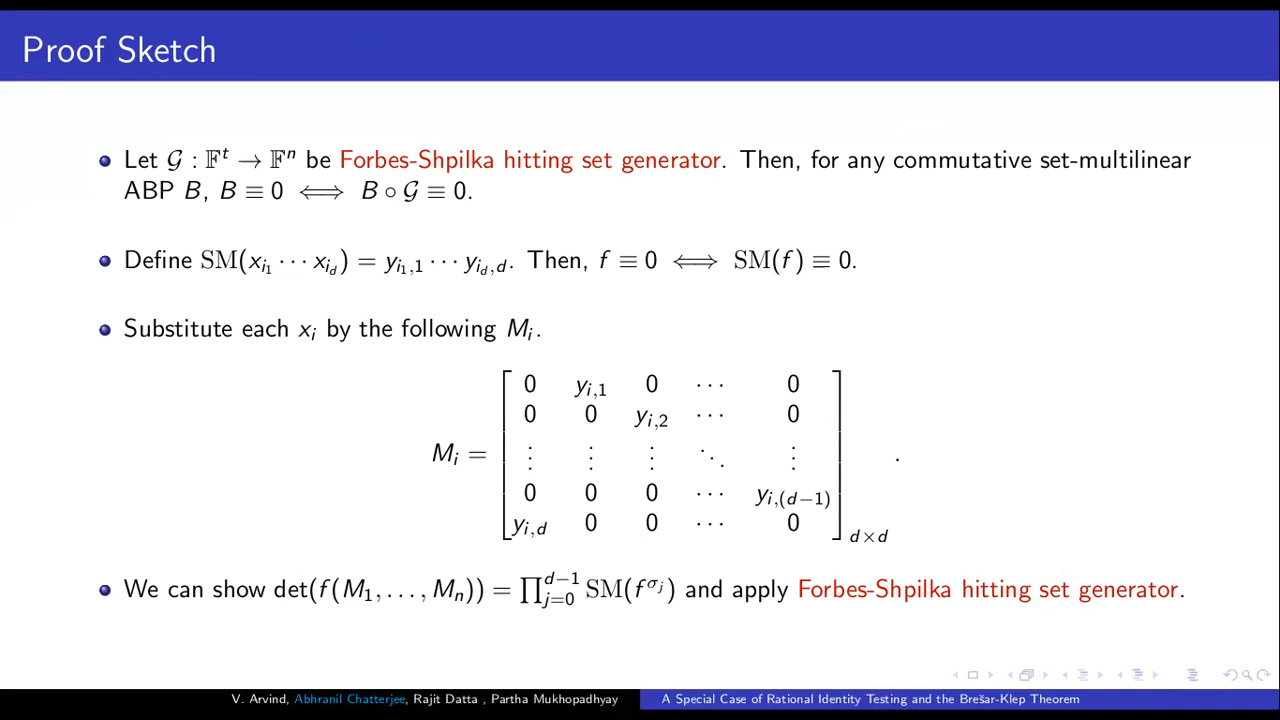 Proof Sketch
Let 𝒢 : 𝔽ᵗ → 𝔽ⁿ be Forbes-Shpilka hitting set generator. Then, for any commutative set-multilinear
ABP B, B ≡ 0 ⟺ B ∘ 𝒢 ≡ 0.
Define SM(x_{i_1} ⋯ x_{i_d}) = y_{i_1,1} ⋯ y_{i_d,d}. Then, f ≡ 0 ⟺ SM(f) ≡ 0.
Substitute each x_i by the following M_i.
M_i = [
0 y_{i,1} 0 ⋯ 0
0 0 y_{i,2} ⋯ 0
⋮ ⋮ ⋮ ⋱ ⋮
0 0 0 ⋯ y_{i,(d−1)}
y_{i,d} 0 0 ⋯ 0
]_{d×d} .
We can show det(f(M_1, . . . , M_n)) = ∏_{j=0}^{d−1} SM(f^{σ_j}) and apply Forbes-Shpilka hitting set generator.
V. Arvind, Abhranil Chatterjee, Rajit Datta , Partha Mukhopadhyay
A Special Case of Rational Identity Testing and the Brešar-Klep Theorem